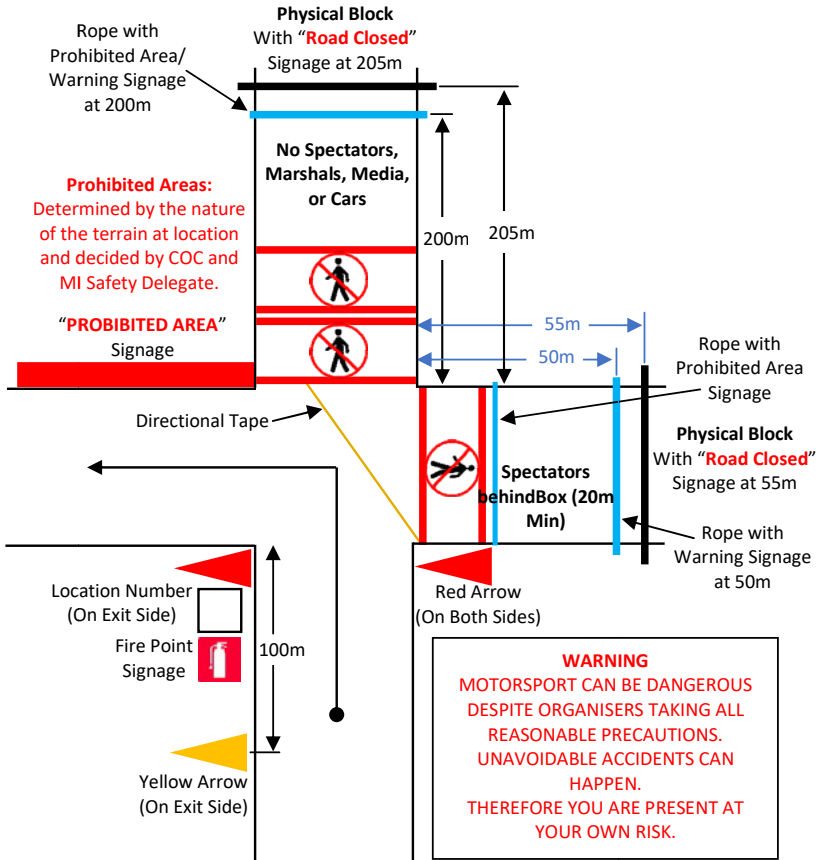 Physical Block
With “Road Closed”
Signage at 205m
Rope with
Prohibited Area/
Warning Signage
at 200m
No Spectators,
Marshals, Media,
or Cars
Prohibited Areas:
Determined by the nature
of the terrain at location
and decided by COC and
MI Safety Delegate.
200m
205m
“PROBIBITED AREA”
Signage
55m
50m
Rope with
Prohibited Area
Signage
Directional Tape
Physical Block
With “Road Closed”
Signage at 55m
Spectators
behindBox (20m
Min)
Rope with
Warning Signage
at 50m
Location Number
(On Exit Side)
Fire Point
Signage
100m
Red Arrow
(On Both Sides)
Yellow Arrow
(On Exit Side)
WARNING
MOTORSPORT CAN BE DANGEROUS
DESPITE ORGANISERS TAKING ALL
REASONABLE PRECAUTIONS.
UNAVOIDABLE ACCIDENTS CAN
HAPPEN.
THEREFORE YOU ARE PRESENT AT
YOUR OWN RISK.